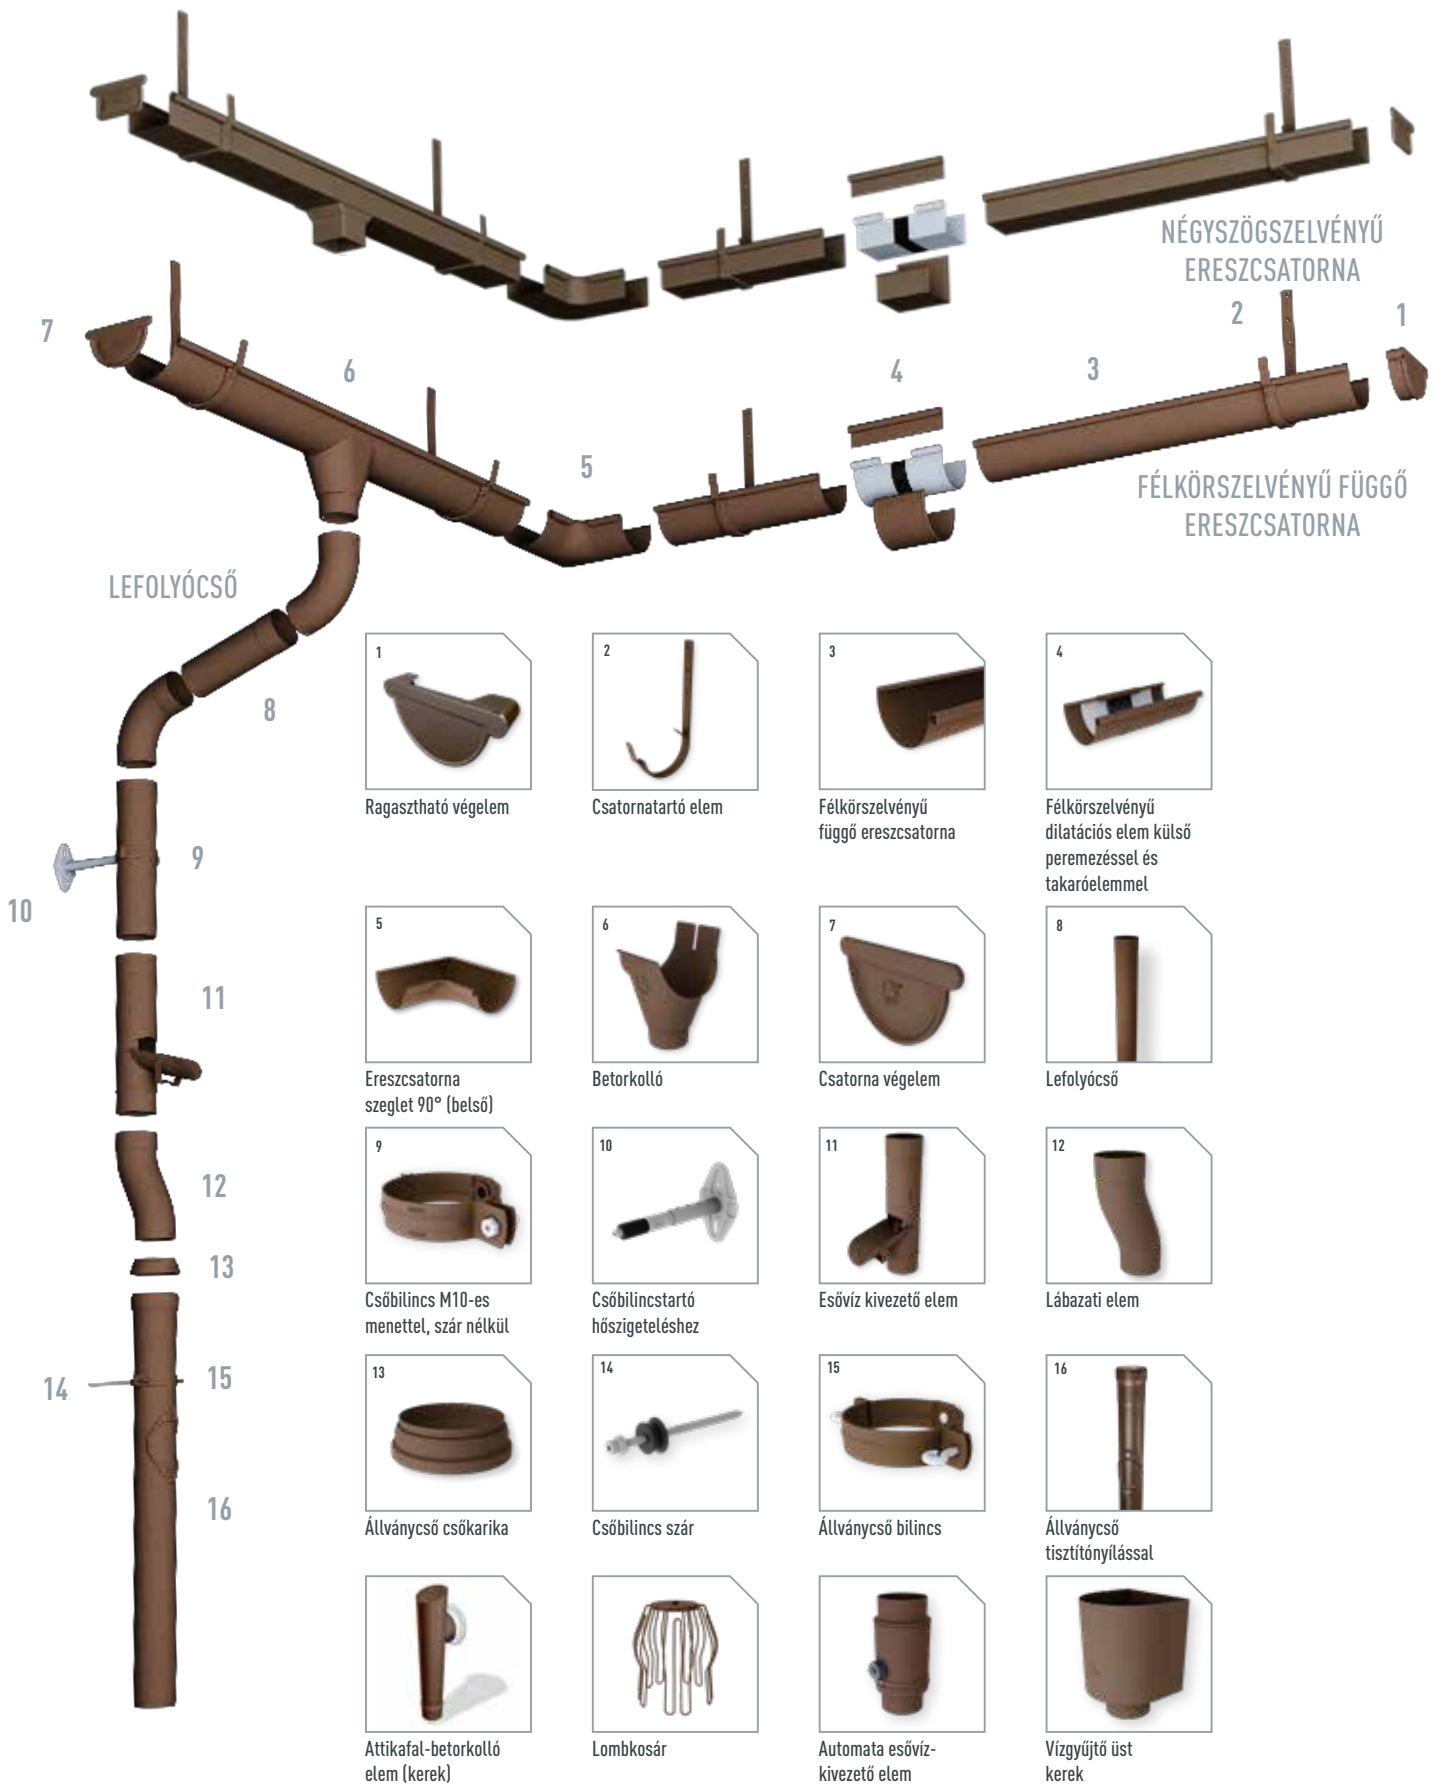 NÉGYSZÖGSZELVÉNYŰ
ERESZCSATORNA
7
6
5
4
3
2
1
FÉLKÖRSZELVÉNYŰ FÜGGŐ
ERESZCSATORNA
LEFOLYÓCSŐ
8
9
10
11
12
13
14
15
16
1
Ragasztható végelem
2
Csatornatartó elem
3
Félkörszelvényű
függő ereszcsatorna
4
Félkörszelvényű
dilatációs elem külső
peremezéssel és
takaróelemmel
5
Ereszcsatorna
szeglet 90° (belső)
6
Betorkolló
7
Csatorna végelem
8
Lefolyócső
9
Csőbilincs M10-es
menettel, szár nélkül
10
Csőbilincstartó
hőszigeteléshez
11
Esővíz kivezető elem
12
Lábazati elem
13
Állványcső csőkarika
14
Csőbilincs szár
15
Állványcső bilincs
16
Állványcső
tisztítónyílással
Attikafal-betorkolló
elem (kerek)
Lombkosár
Automata esővíz-
kivezető elem
Vízgyűjtő üst
kerek